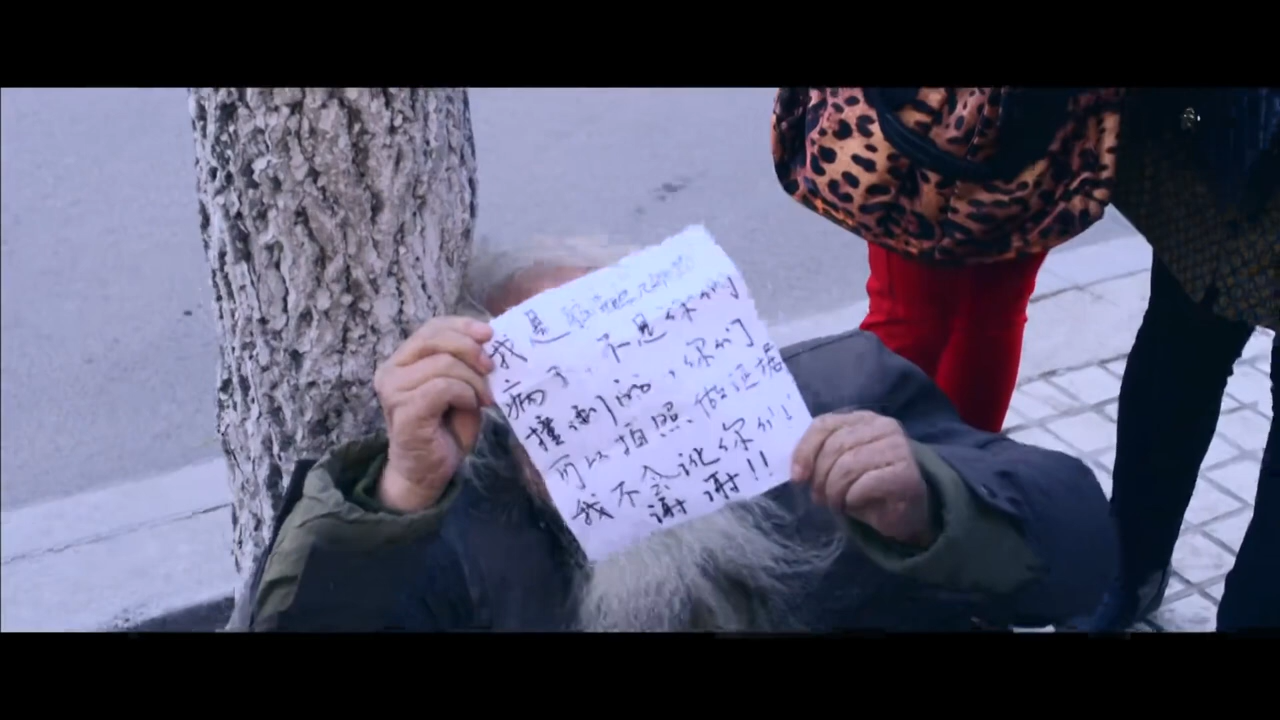 我是
病了，不是你们
撞倒的，你们
可以拍照做证据
我不会讹你们！
谢谢!!